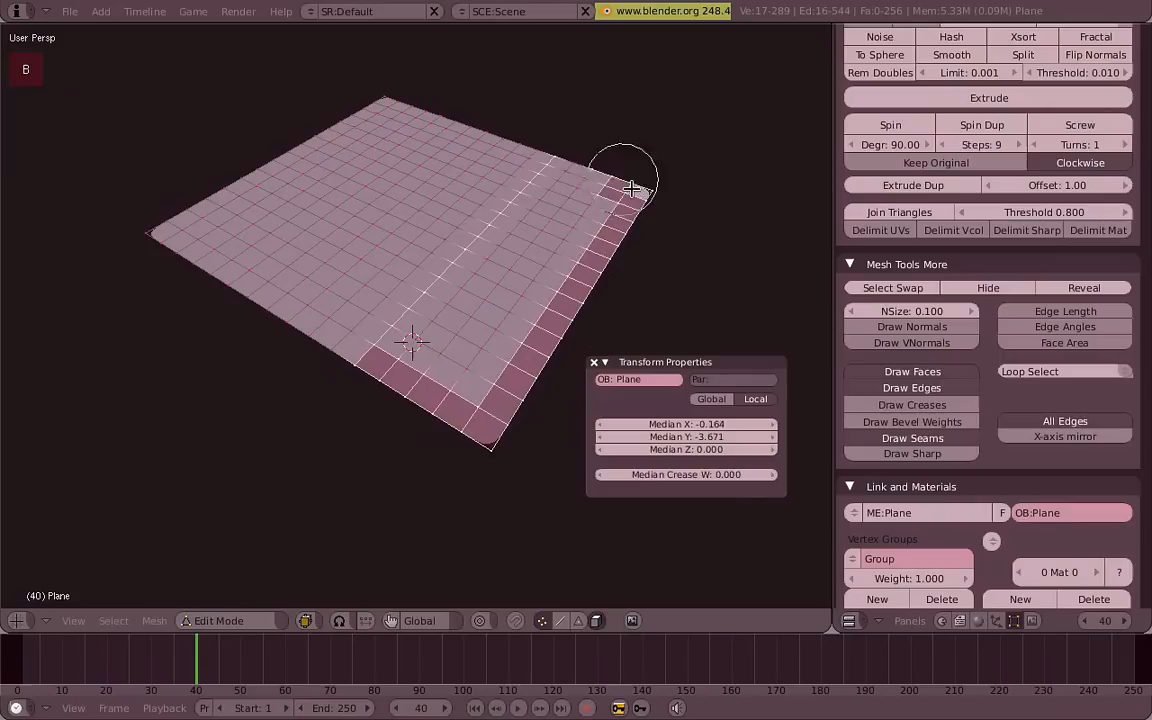 File Add Timeline Game Render Help SR:Default SCE:Scene www.blender.org 248.4 Ve:17-289 | Ed:16-544 | Fa:0-256 | Mem:5.33M (0.09M) Plane
User Persp
B
Noise Hash Xsort Fractal
To Sphere Smooth Split Flip Normals
Rem Doubles Limit: 0.001 Threshold: 0.010
Extrude
Spin Spin Dup Screw
Degr: 90.00 Steps: 9 Turns: 1
Keep Original Clockwise
Extrude Dup Offset: 1.00
Join Triangles Threshold 0.800
Delimit UVs Delimit Vcol Delimit Sharp Delimit Mat
Mesh Tools More
Select Swap Hide Reveal
NSize: 0.100 Edge Length
Draw Normals Edge Angles
Draw VNormals Face Area
Draw Faces Loop Select
Draw Edges
Draw Creases
Draw Bevel Weights All Edges
Draw Seams X-axis mirror
Draw Sharp
Transform Properties
OB: Plane Par:
Global Local
Median X: -0.164
Median Y: -3.671
Median Z: 0.000
Median Crease W: 0.000
Link and Materials
ME:Plane F OB:Plane
Vertex Groups
Group 0 Mat 0 ?
Weight: 1.000
New Delete New Delete
(40) Plane
View Select Mesh Edit Mode Global Panels 40
0 10 20 30 40 50 60 70 80 90 100 110 120 130 140 150 160 170 180 190 200 210 220 230 240 250
View Frame Playback Pr Start: 1 End: 250 40